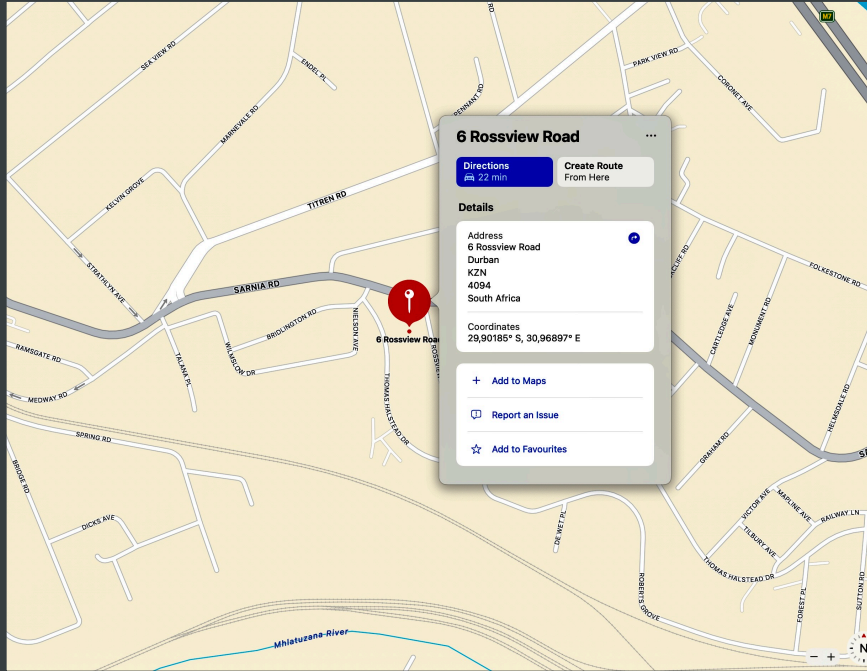 RD
M7
SEA VIEW RD
ENDEL PL
PARK VIEW RD
CORONET AVE
PENNANT RD
MARNEVALE RD
6 Rossview Road
Directions
22 min
Create Route
From Here
Details
Address
6 Rossview Road
Durban
KZN
4094
South Africa
Coordinates
29,90185° S, 30,96897° E
Add to Maps
Report an Issue
Add to Favourites
KELVIN GROVE
TITREN RD
STRATHLYN AVE
FOLKESTONE RD
SARNIA RD
BRIDLINGTON RD
NIELSON AVE
6 Rossview Road
CARTLEDGE AVE
MONUMENT RD
RAMSGATE RD
TALANA PL
WILMSLOW DR
MEDWAY RD
THOMAS HALSTEAD DR
HELMSDALE RD
SPRING RD
GRAHAM RD
BRIDGE RD
DICKS AVE
DE WET PL
VICTOR AVE
MAPLINE AVE
RAILWAY LN
TILBURY AVE
THOMAS HALSTEAD DR
ROBERTS GROVE
FOREST PL
SUTTON RD
Mhlatuzana River
N